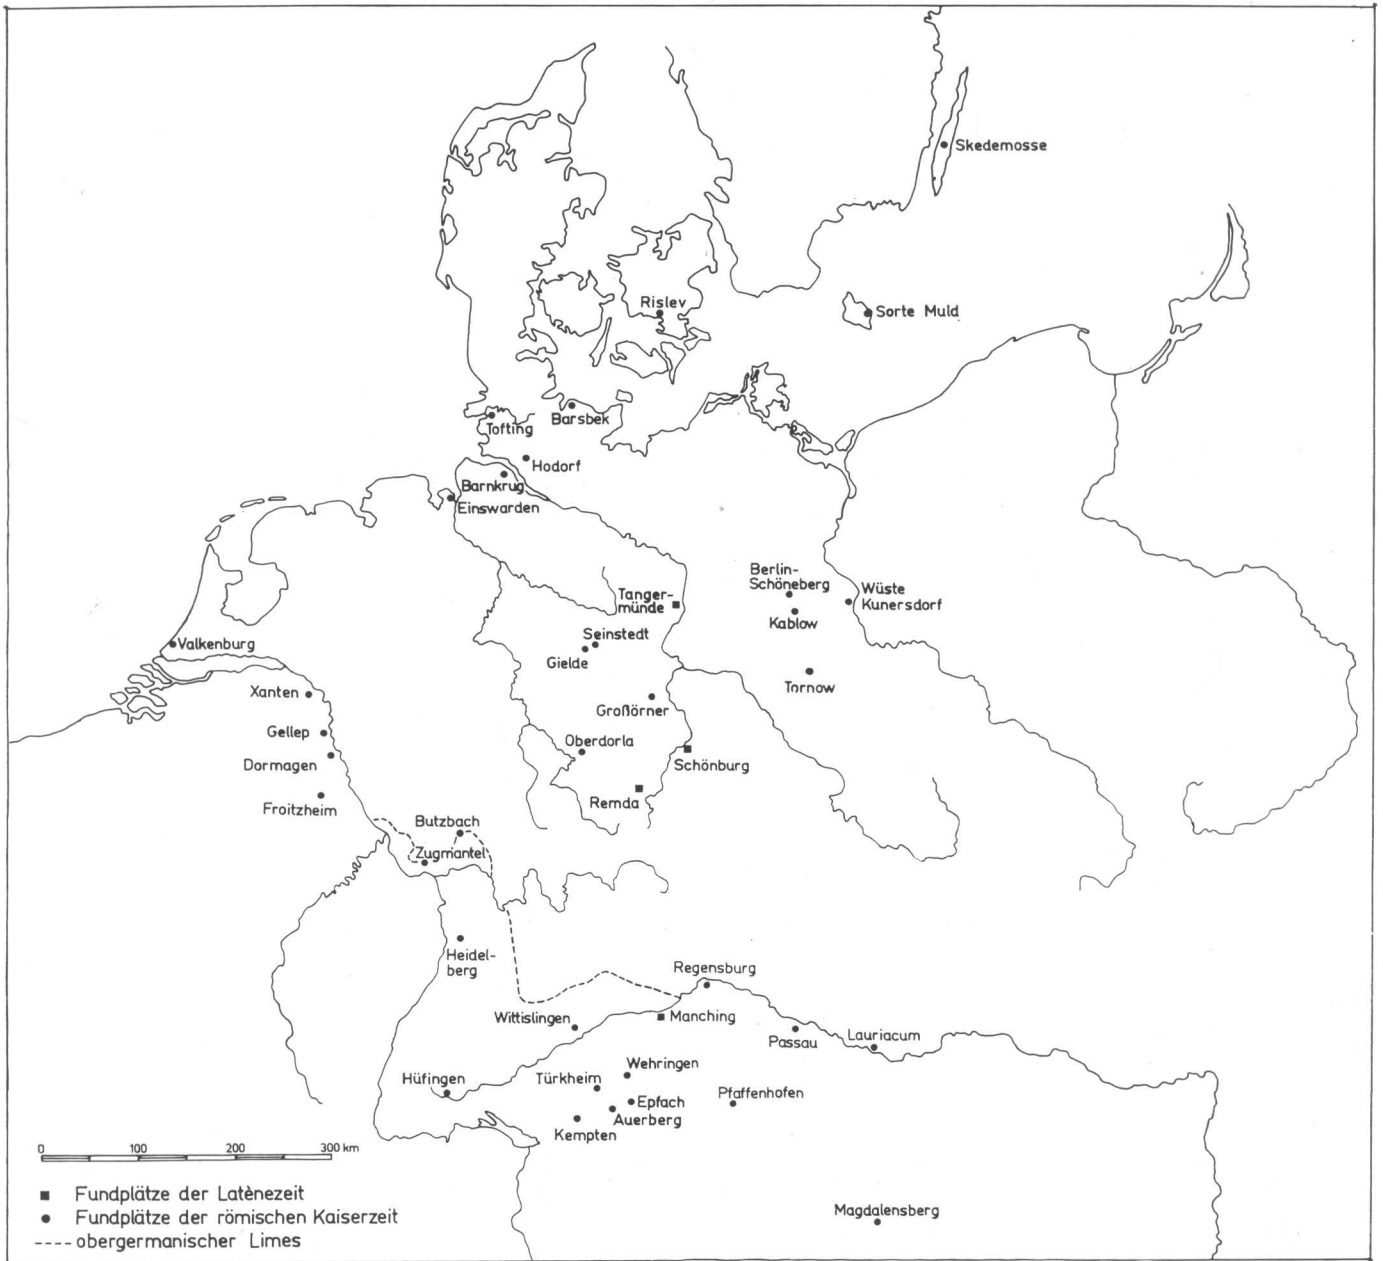 Skedemosse
Rislev
Sorte Muld
Barsbek
Tofting
Hodorf
Barnkrug
Einswarden
Berlin-
Schöneberg
Wüste
Kunersdorf
Tanger-
münde
Kablow
Seinstedt
Valkenburg
Gielde
Tornow
Xanten
Großörner
Gellep
Oberdorla
Dormagen
Schönburg
Remda
Froitzheim
Butzbach
Zugmantel
Heidel-
berg
Regensburg
Wittislingen
Manching
Passau
Lauriacum
Wehringen
Hüfingen
Türkheim
Pfaffenhofen
Epfach
Auerberg
Kempten
0 100 200 300 km
Fundplätze der Latènezeit
Fundplätze der römischen Kaiserzeit
obergermanischer Limes
Magdalensberg